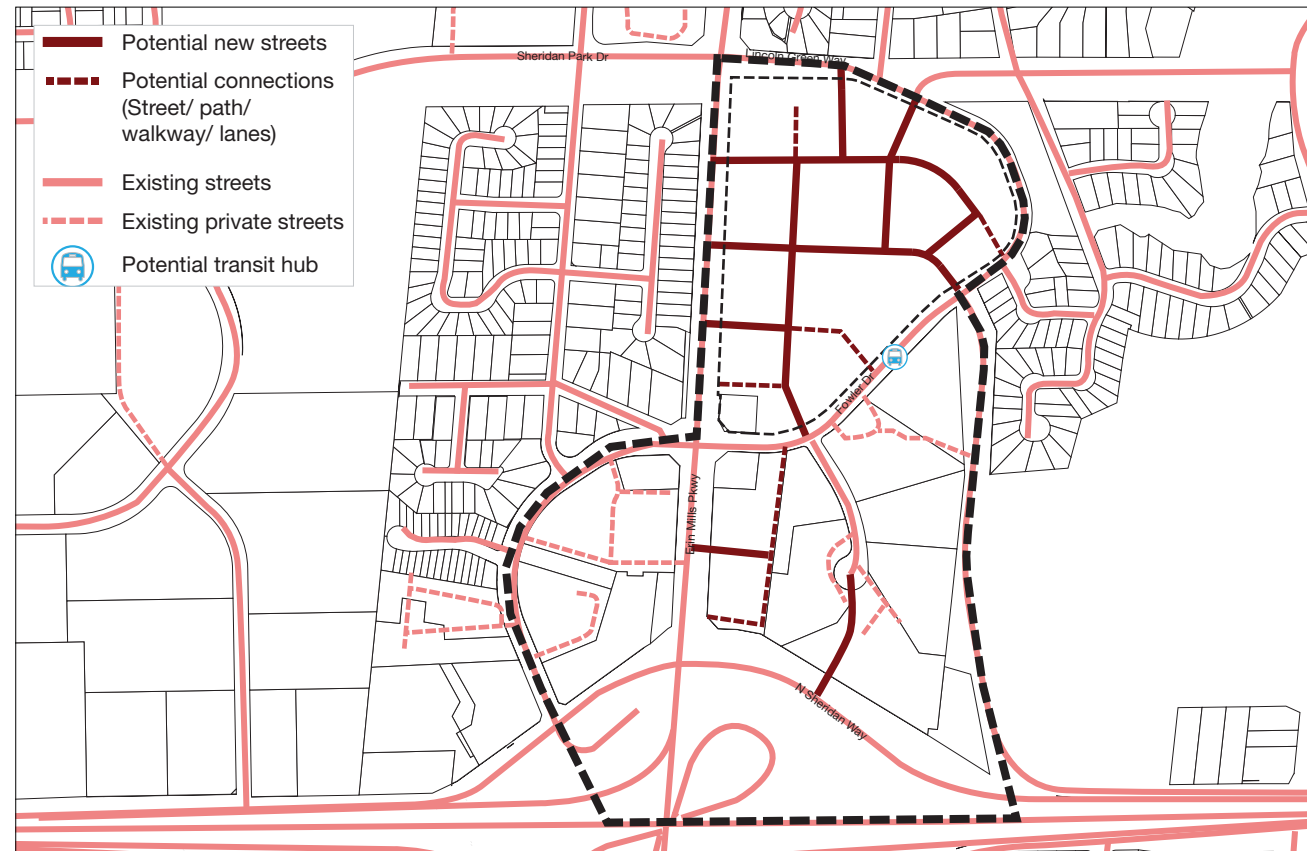 Potential new streets
Potential connections
(Street/ path/
walkway/ lanes)
Existing streets
Existing private streets
Potential transit hub
Sheridan Park Dr
Lincoln Green Way
Fowler Dr
Erin Mills Pkwy
N Sheridan Way